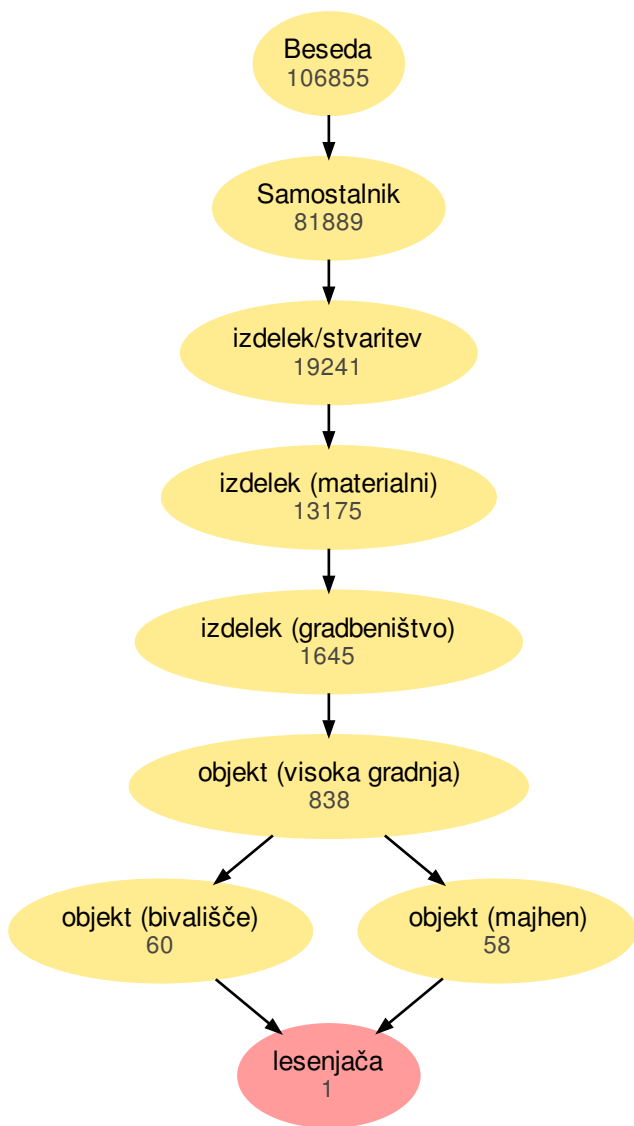 Beseda
106855
Samostalnik
81889
izdelek/stvaritev
19241
izdelek (materialni)
13175
izdelek (gradbeništvo)
1645
objekt (visoka gradnja)
838
objekt (bivališče)
60
objekt (majhen)
58
lesenjača
1